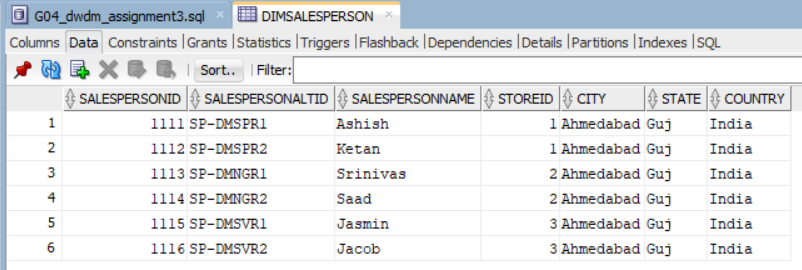 G04_dwdm_assignment3.sql DIMSALESPERSON
Columns Data Constraints Grants Statistics Triggers Flashback Dependencies Details Partitions Indexes SQL
Sort.. Filter:
SALESPERSONID SALESPERSONALTID SALESPERSONNAME STOREID CITY STATE COUNTRY
1 1111 SP-DMSPR1 Ashish 1 Ahmedabad Guj India
2 1112 SP-DMSPR2 Ketan 1 Ahmedabad Guj India
3 1113 SP-DMNGR1 Srinivas 2 Ahmedabad Guj India
4 1114 SP-DMNGR2 Saad 2 Ahmedabad Guj India
5 1115 SP-DMSVR1 Jasmin 3 Ahmedabad Guj India
6 1116 SP-DMSVR2 Jacob 3 Ahmedabad Guj India